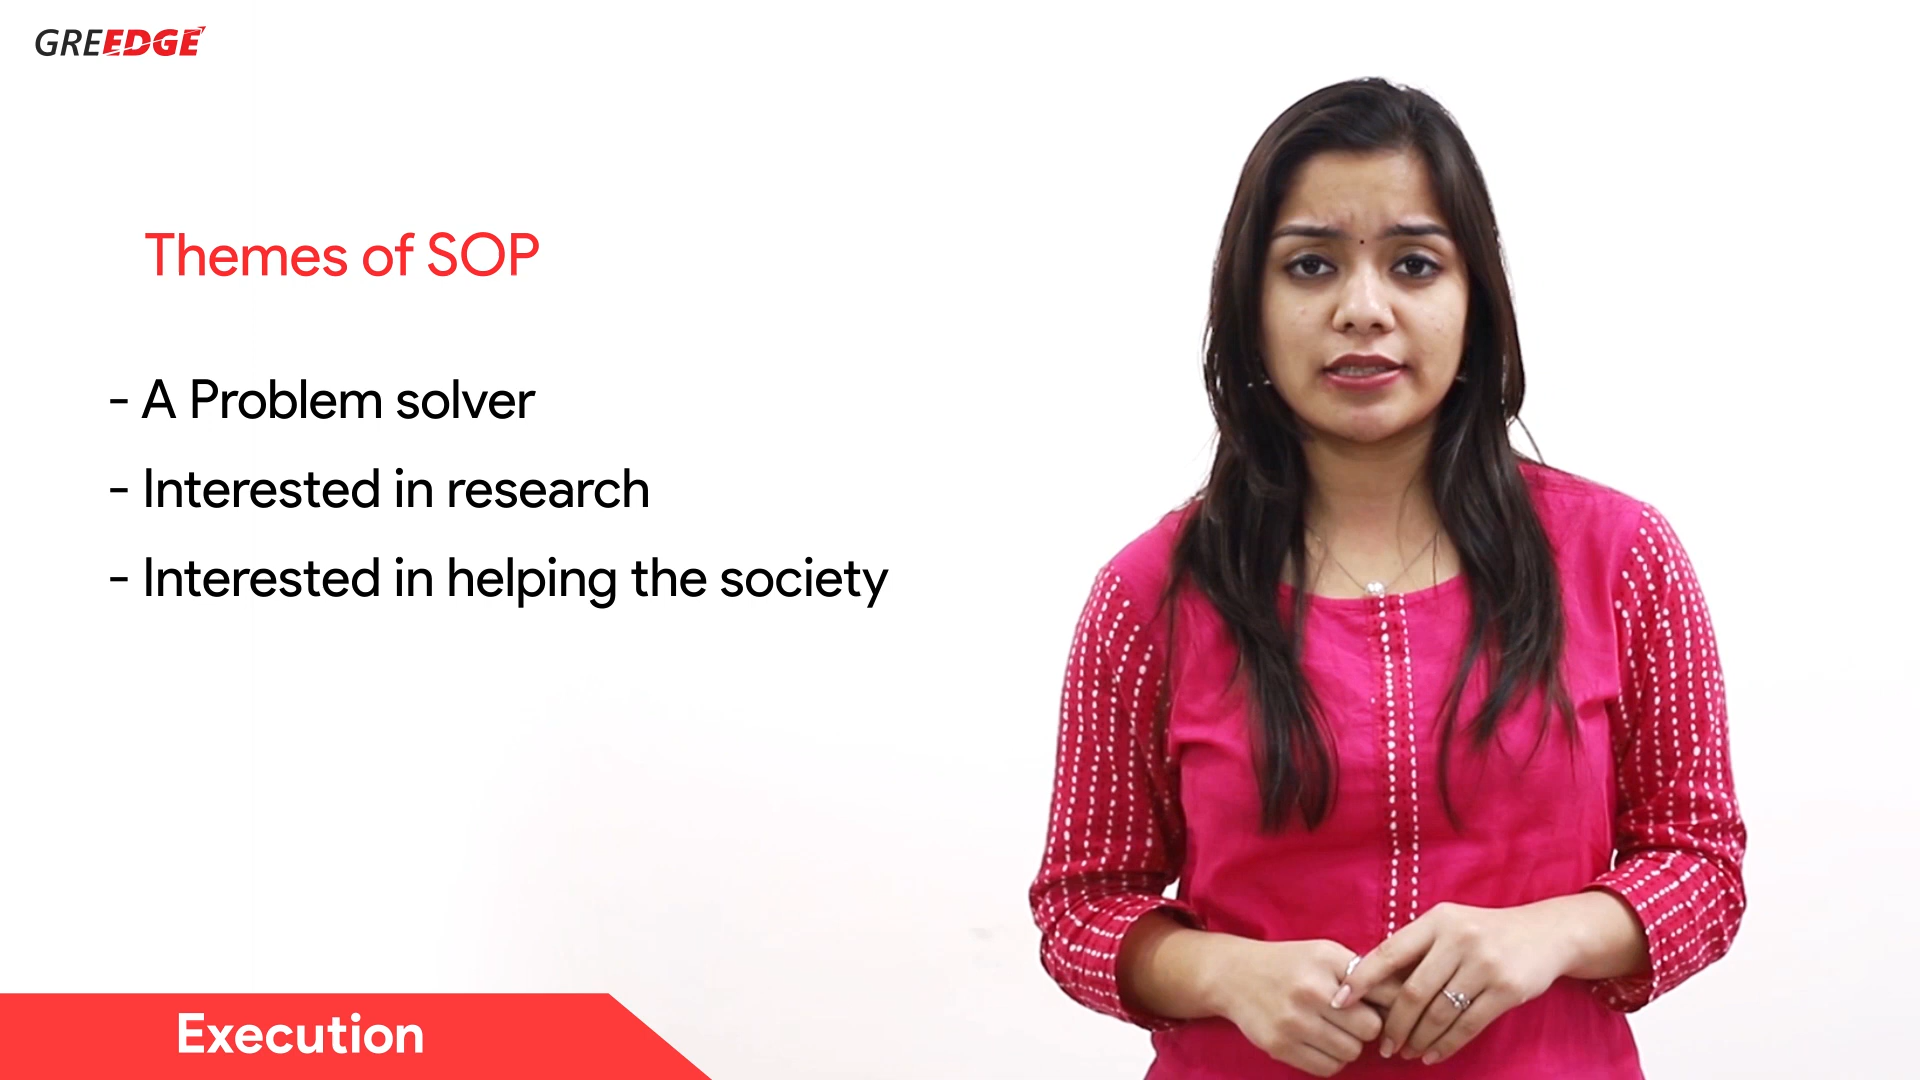 GREEDGE
Themes of SOP
- A Problem solver
- Interested in research
- Interested in helping the society
Execution